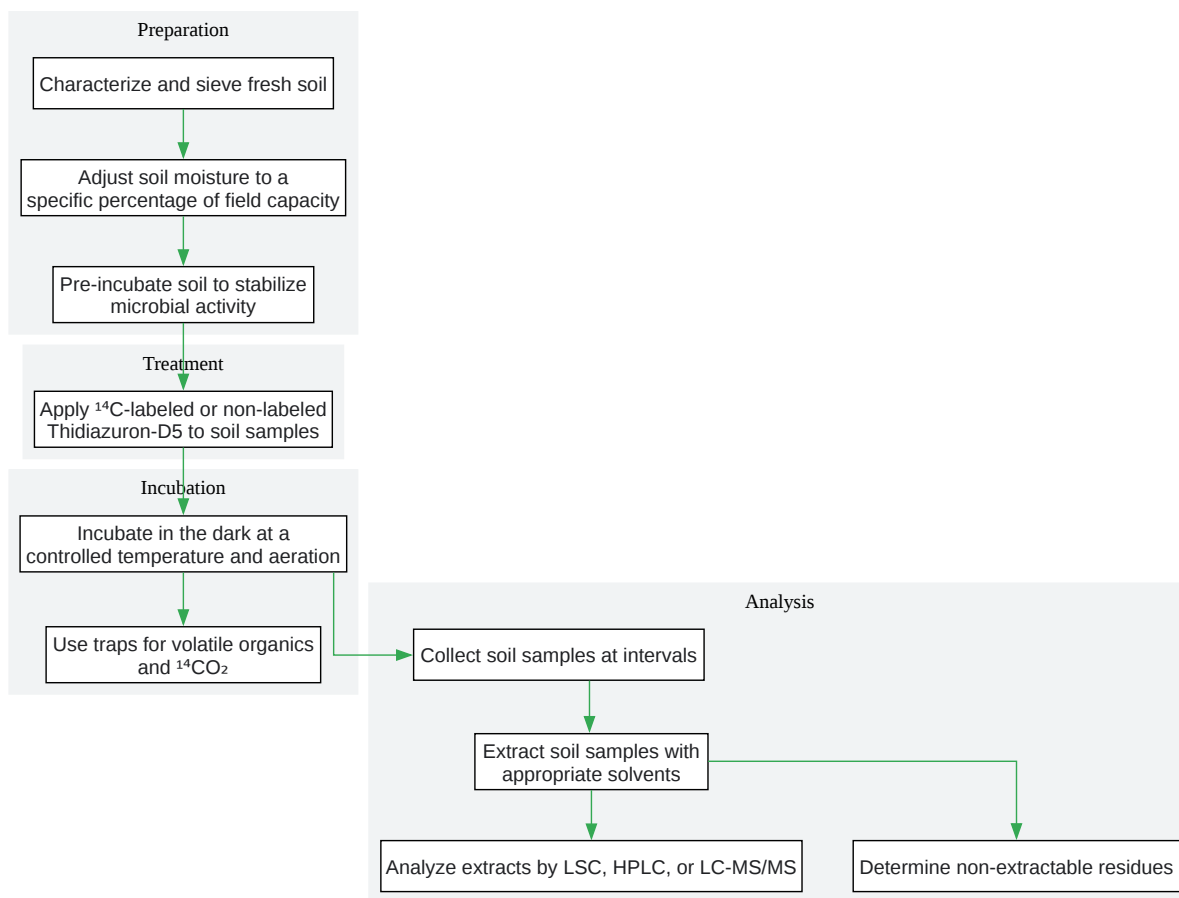 Preparation
Characterize and sieve fresh soil
Adjust soil moisture to a
specific percentage of field capacity
Pre-incubate soil to stabilize
microbial activity
Treatment
Apply ¹⁴C-labeled or non-labeled
Thidiazuron-D5 to soil samples
Incubation
Incubate in the dark at a
controlled temperature and aeration
Use traps for volatile organics
and ¹⁴CO₂
Analysis
Collect soil samples at intervals
Extract soil samples with
appropriate solvents
Analyze extracts by LSC, HPLC, or LC-MS/MS
Determine non-extractable residues